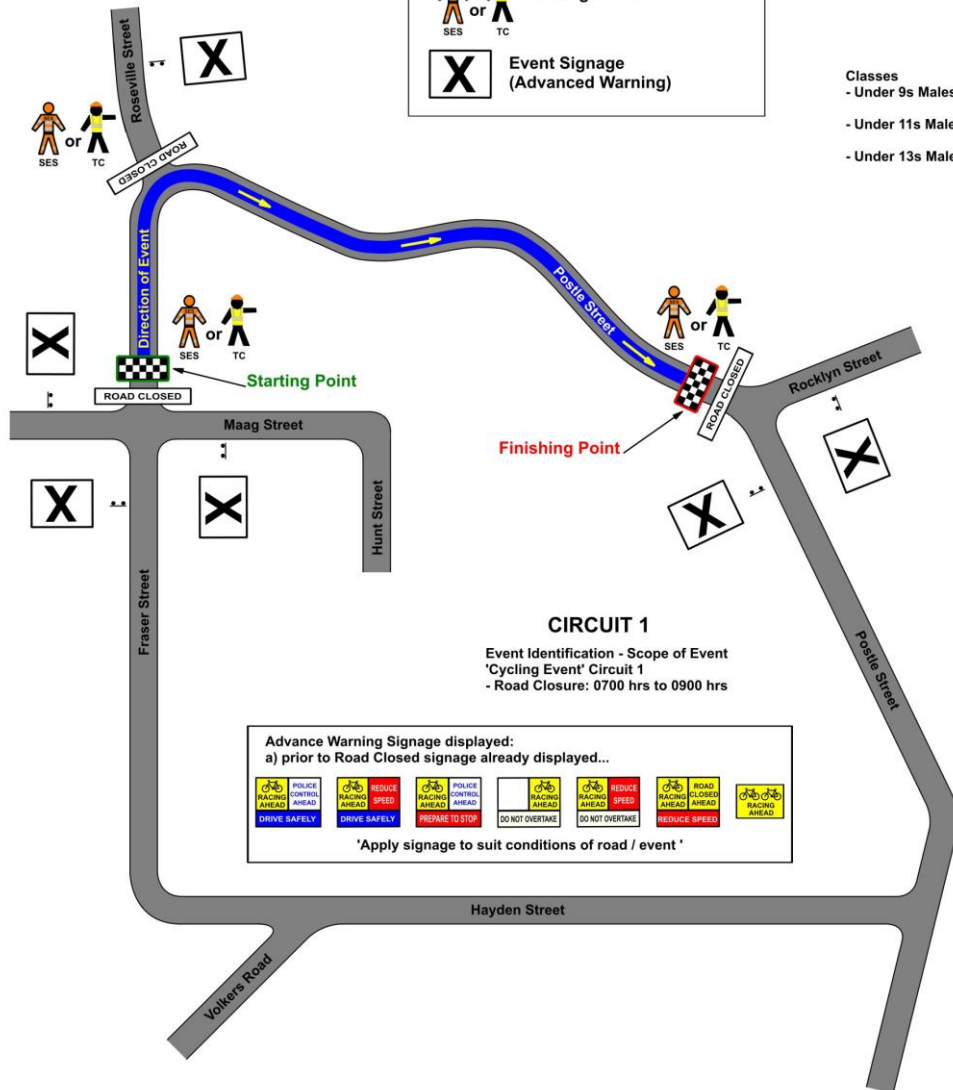 or
SES
TC
X
Event Signage
(Advanced Warning)
Classes
- Under 9s Males
- Under 11s Male
- Under 13s Male
Roseville Street
X
SES
or
TC
ROAD CLOSED
Direction of Event
SES
or
TC
X
Starting Point
ROAD CLOSED
Maag Street
Postle Street
SES
or
TC
ROAD CLOSED
Rocklyn Street
Finishing Point
X
X
X
X
Hunt Street
Fraser Street
Postle Street
CIRCUIT 1
Event Identification - Scope of Event
'Cycling Event' Circuit 1
- Road Closure: 0700 hrs to 0900 hrs
Advance Warning Signage displayed:
a) prior to Road Closed signage already displayed...
RACING
AHEAD
POLICE
CONTROL
AHEAD
DRIVE SAFELY
RACING
AHEAD
REDUCE
SPEED
DRIVE SAFELY
RACING
AHEAD
POLICE
CONTROL
AHEAD
PREPARE TO STOP
RACING
AHEAD
DO NOT OVERTAKE
RACING
AHEAD
REDUCE
SPEED
DO NOT OVERTAKE
RACING
AHEAD
ROAD
CLOSED
AHEAD
REDUCE SPEED
RACING
AHEAD
'Apply signage to suit conditions of road / event '
Hayden Street
Volkers Road